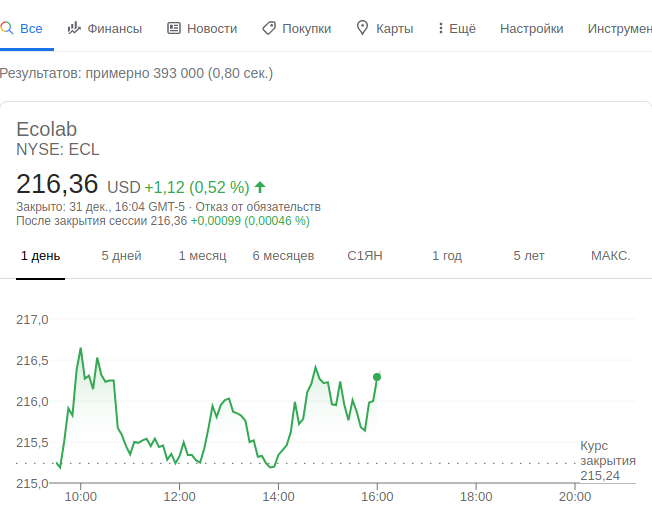 Все Финансы Новости Покупки Карты Ещё Настройки Инструмен
Результатов: примерно 393 000 (0,80 сек.)
Ecolab
NYSE: ECL
216,36 USD +1,12 (0,52 %)
Закрыто: 31 дек., 16:04 GMT-5 · Отказ от обязательств
После закрытия сессии 216,36 +0,00099 (0,00046 %)
1 день 5 дней 1 месяц 6 месяцев С1ЯН 1 год 5 лет МАКС.
217,0
216,5
216,0
215,5
215,0
Курс
закрытия
215,24
10:00 12:00 14:00 16:00 18:00 20:00